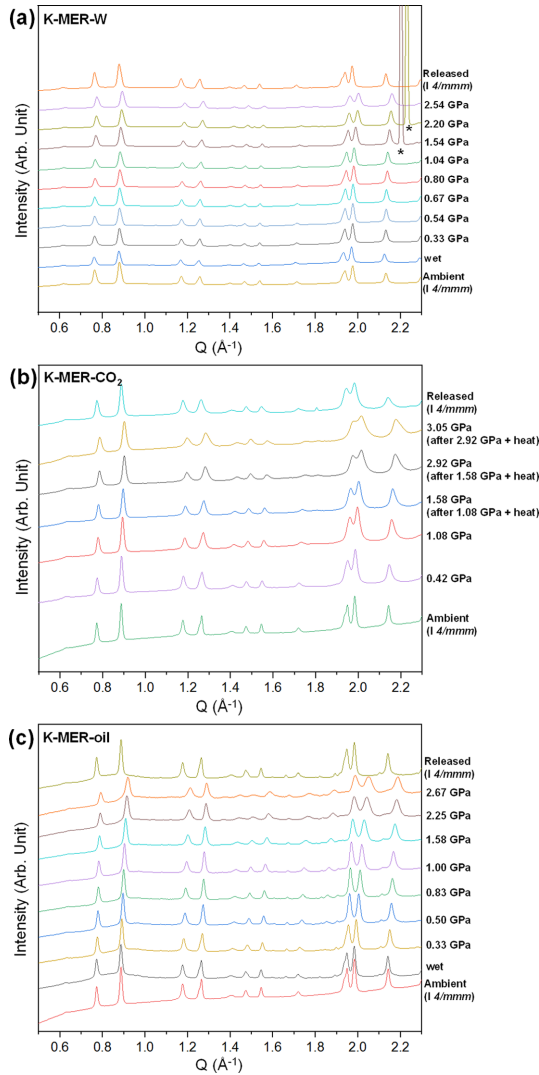 (a) K-MER-W
Intensity (Arb. Unit)
Released
(I 4/mmm)
2.54 GPa
2.20 GPa
*
1.54 GPa
*
1.04 GPa
0.80 GPa
0.67 GPa
0.54 GPa
0.33 GPa
wet
Ambient
(I 4/mmm)
0.6 0.8 1.0 1.2 1.4 1.6 1.8 2.0 2.2
Q (Å-1)
(b) K-MER-CO2
Intensity (Arb. Unit)
Released
(I 4/mmm)
3.05 GPa
(after 2.92 GPa + heat)
2.92 GPa
(after 1.58 GPa + heat)
1.58 GPa
(after 1.08 GPa + heat)
1.08 GPa
0.42 GPa
Ambient
(I 4/mmm)
0.6 0.8 1.0 1.2 1.4 1.6 1.8 2.0 2.2
Q (Å-1)
(c) K-MER-oil
Intensity (Arb. Unit)
Released
(I 4/mmm)
2.67 GPa
2.25 GPa
1.58 GPa
1.00 GPa
0.83 GPa
0.50 GPa
0.33 GPa
wet
Ambient
(I 4/mmm)
0.6 0.8 1.0 1.2 1.4 1.6 1.8 2.0 2.2
Q (Å-1)